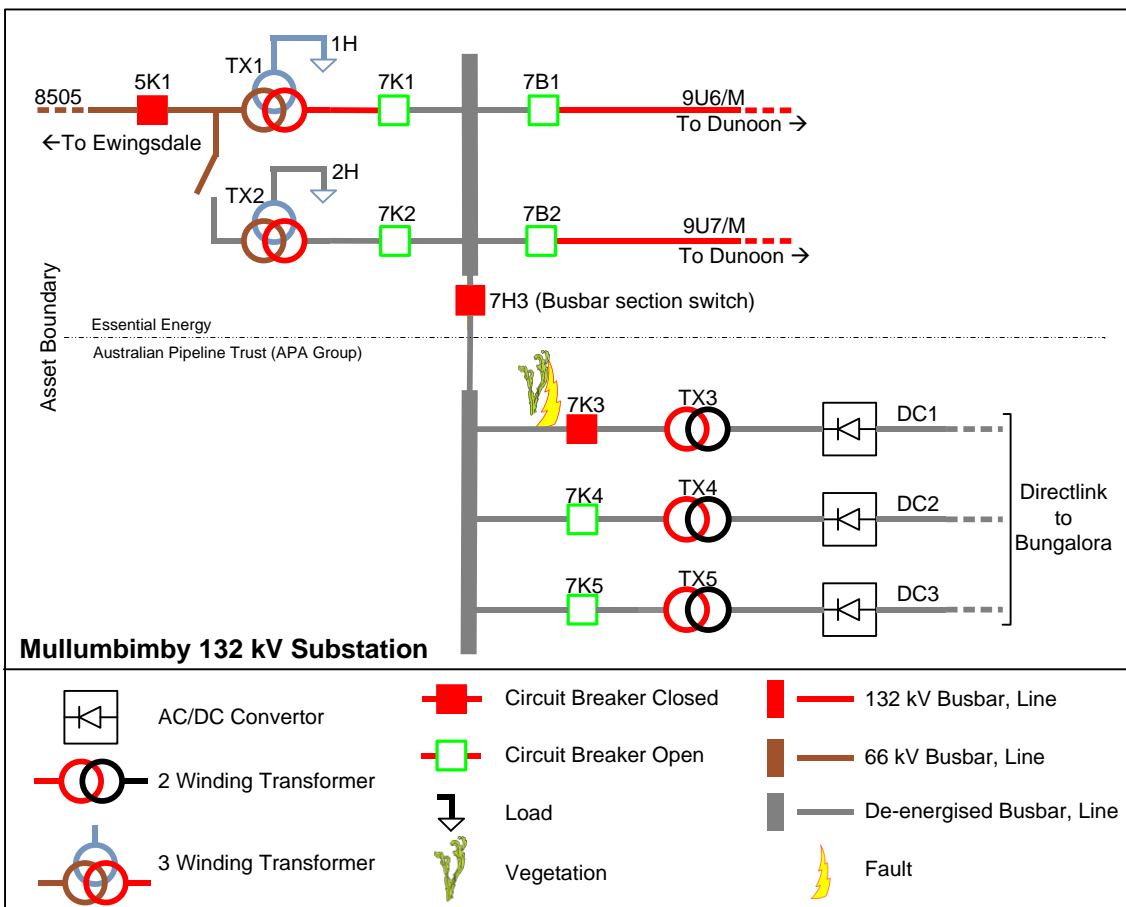 1H
TX1
5K1
7K1
7B1
8505
9U6/M
←To Ewingsdale
To Dunoon →
2H
TX2
7K2
7B2
9U7/M
To Dunoon →
7H3 (Busbar section switch)
Asset Boundary
Essential Energy
Australian Pipeline Trust (APA Group)
7K3
TX3
DC1
7K4
TX4
DC2
Directlink
to
Bungalora
7K5
TX5
DC3
Mullumbimby 132 kV Substation
AC/DC Convertor
Circuit Breaker Closed
132 kV Busbar, Line
2 Winding Transformer
Circuit Breaker Open
66 kV Busbar, Line
Load
De-energised Busbar, Line
3 Winding Transformer
Vegetation
Fault